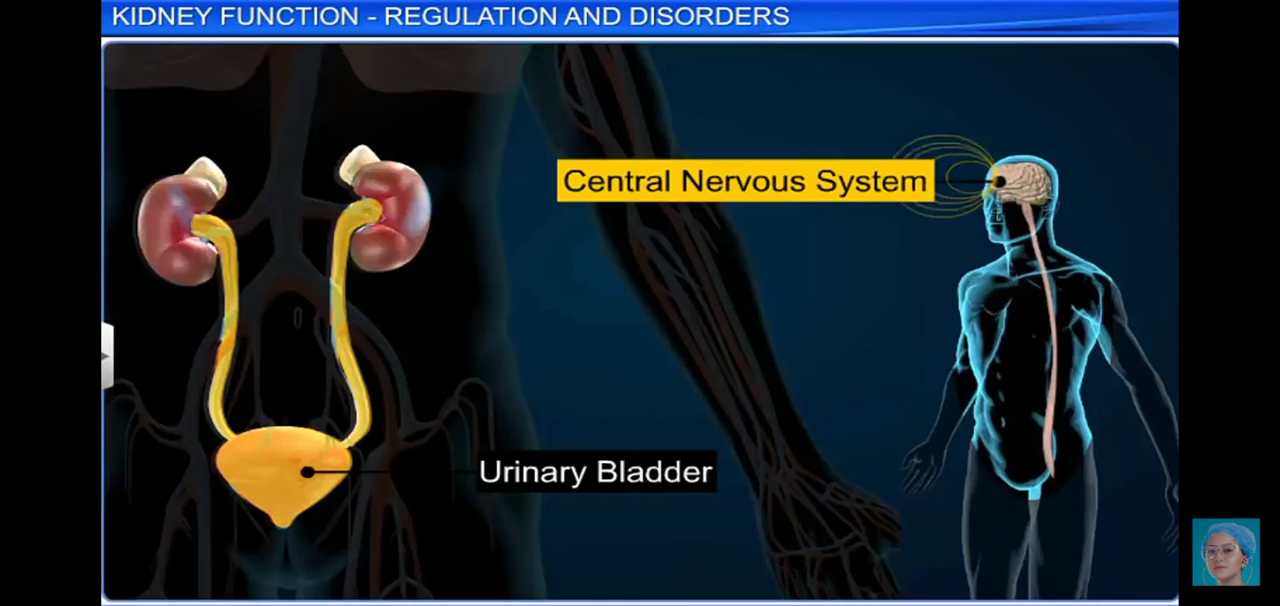 KIDNEY FUNCTION - REGULATION AND DISORDERS
Central Nervous System
Urinary Bladder